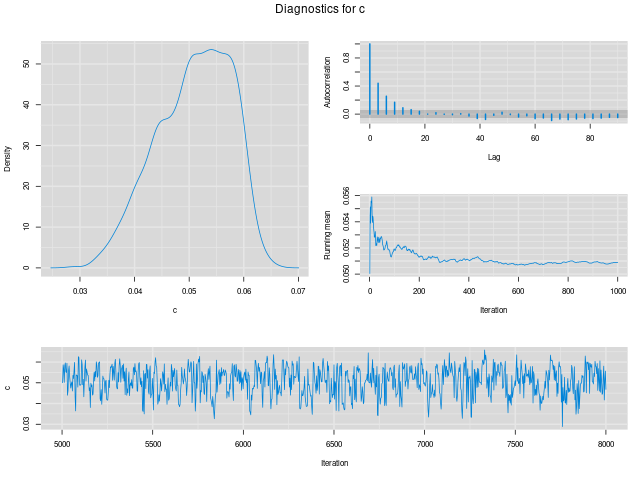 Diagnostics for c
Density
50
40
30
20
10
0
0.03 0.04 0.05 0.06 0.07
c
Autocorrelation
0.8
0.4
0.0
0 20 40 60 80
Lag
Running mean
0.056
0.054
0.052
0.050
0 200 400 600 800 1000
Iteration
c
0.05
0.03
5000 5500 6000 6500 7000 7500 8000
Iteration